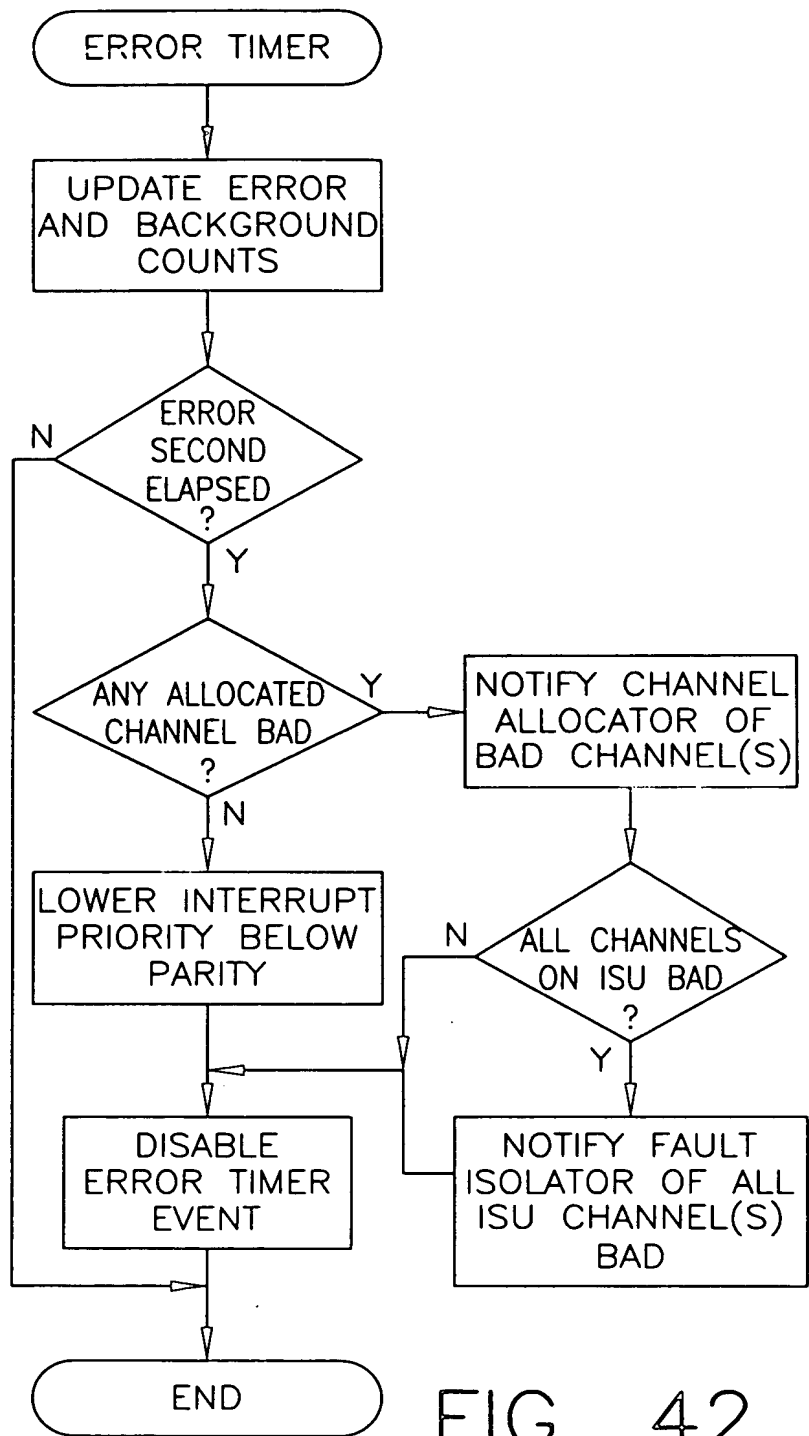 ERROR TIMER
UPDATE ERROR
AND BACKGROUND
COUNTS
ERROR
SECOND
ELAPSED
?
N
Y
ANY ALLOCATED
CHANNEL BAD
?
Y
N
NOTIFY CHANNEL
ALLOCATOR OF
BAD CHANNEL(S)
LOWER INTERRUPT
PRIORITY BELOW
PARITY
ALL CHANNELS
ON ISU BAD
?
N
Y
DISABLE
ERROR TIMER
EVENT
NOTIFY FAULT
ISOLATOR OF ALL
ISU CHANNEL(S)
BAD
END
FIG. 42